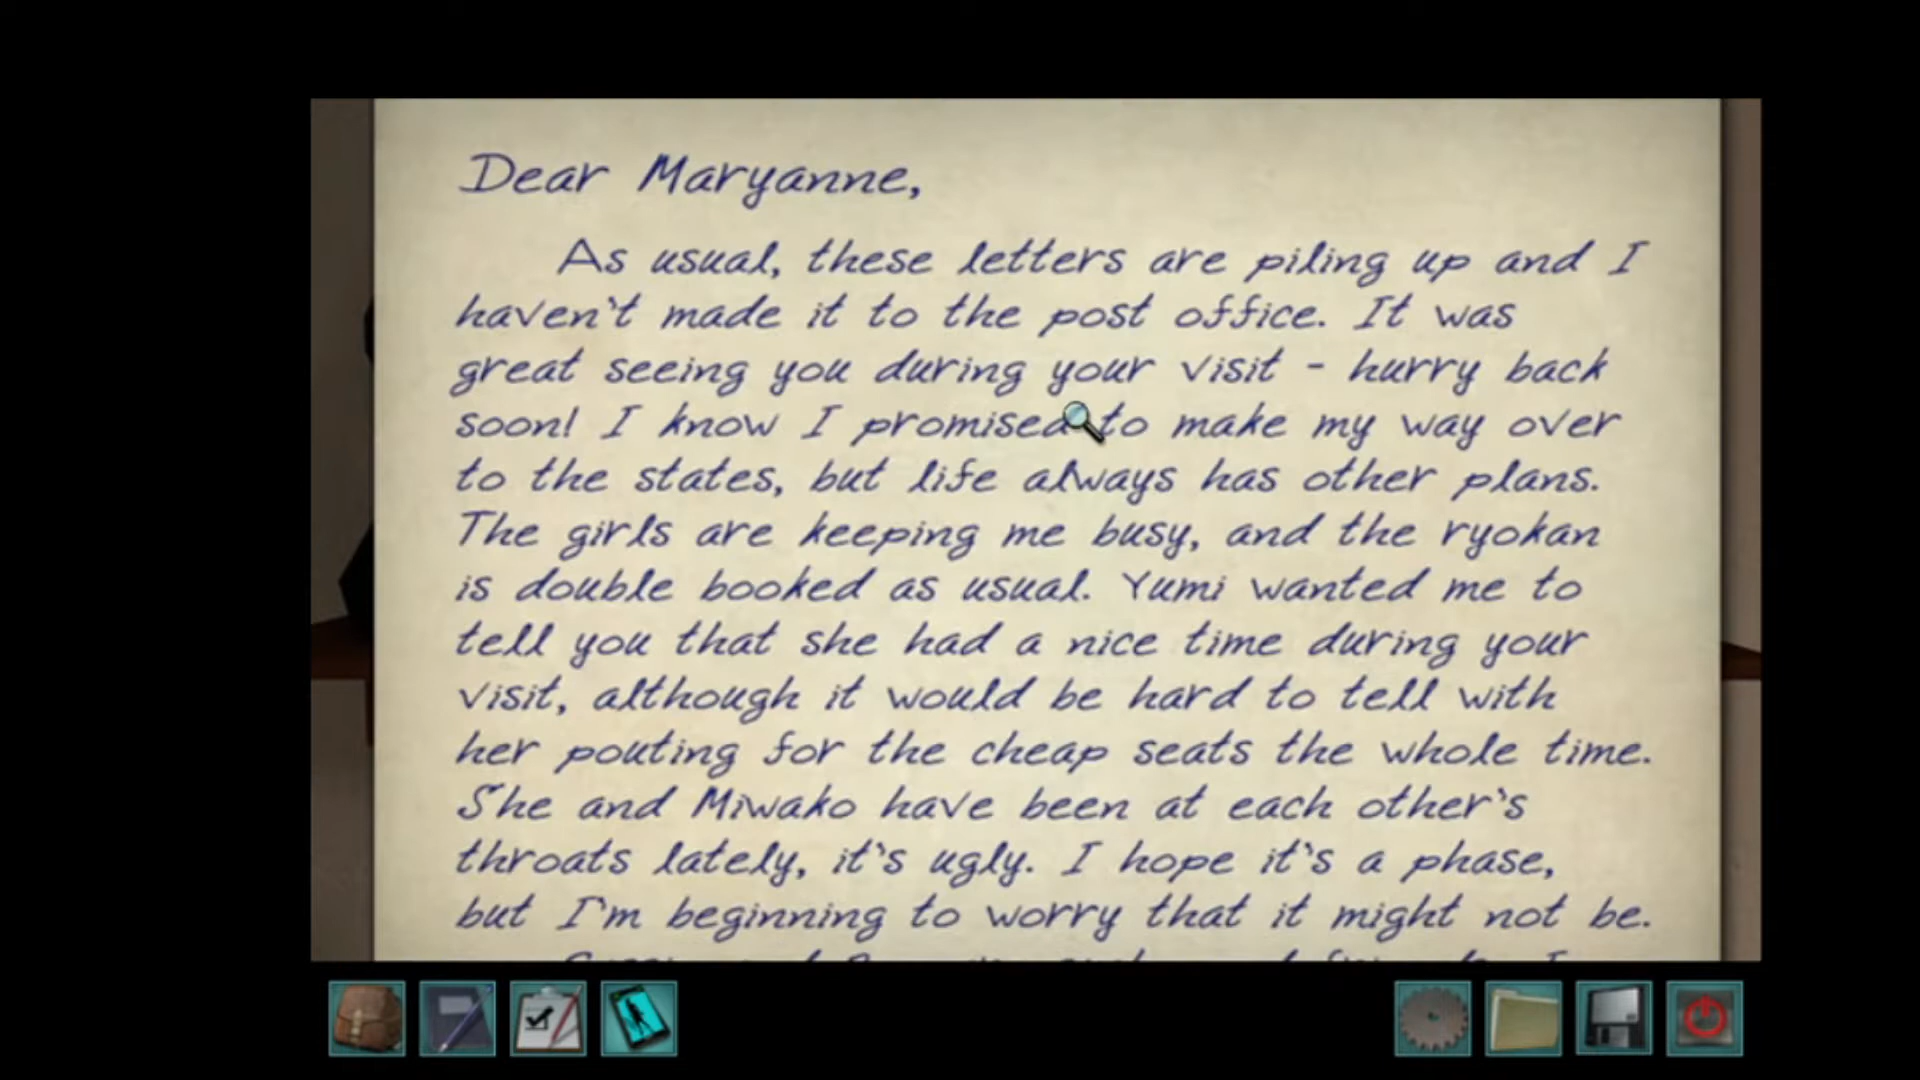 Dear Maryanne,
As usual, these letters are piling up and I
haven't made it to the post office. It was
great seeing you during your visit - hurry back
soon! I know I promised to make my way over
to the states, but life always has other plans.
The girls are keeping me busy, and the ryokan
is double booked as usual. Yumi wanted me to
tell you that she had a nice time during your
visit, although it would be hard to tell with
her pouting for the cheap seats the whole time.
She and Miwako have been at each other's
throats lately, it's ugly. I hope it's a phase,
but I'm beginning to worry that it might not be.